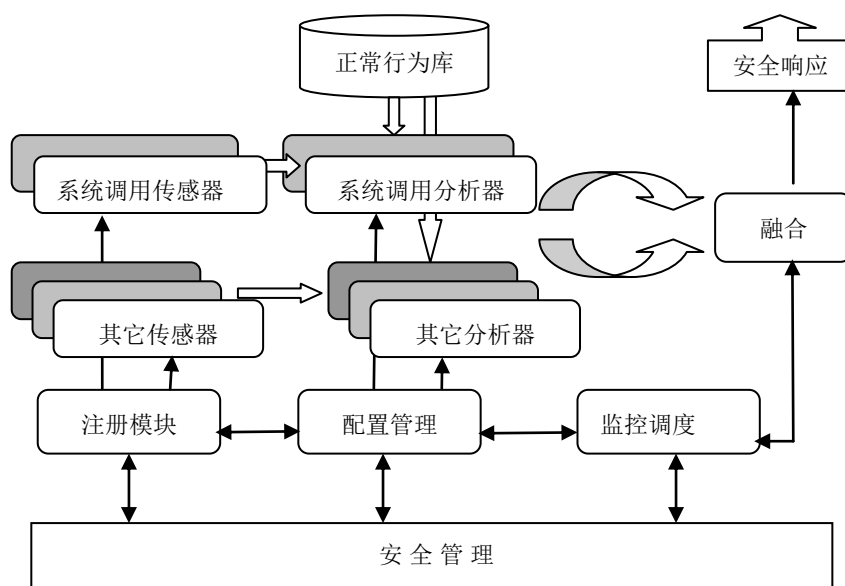 正常行为库
安全响应
系统调用传感器
系统调用分析器
融合
其它传感器
其它分析器
注册模块
配置管理
监控调度
安 全 管 理